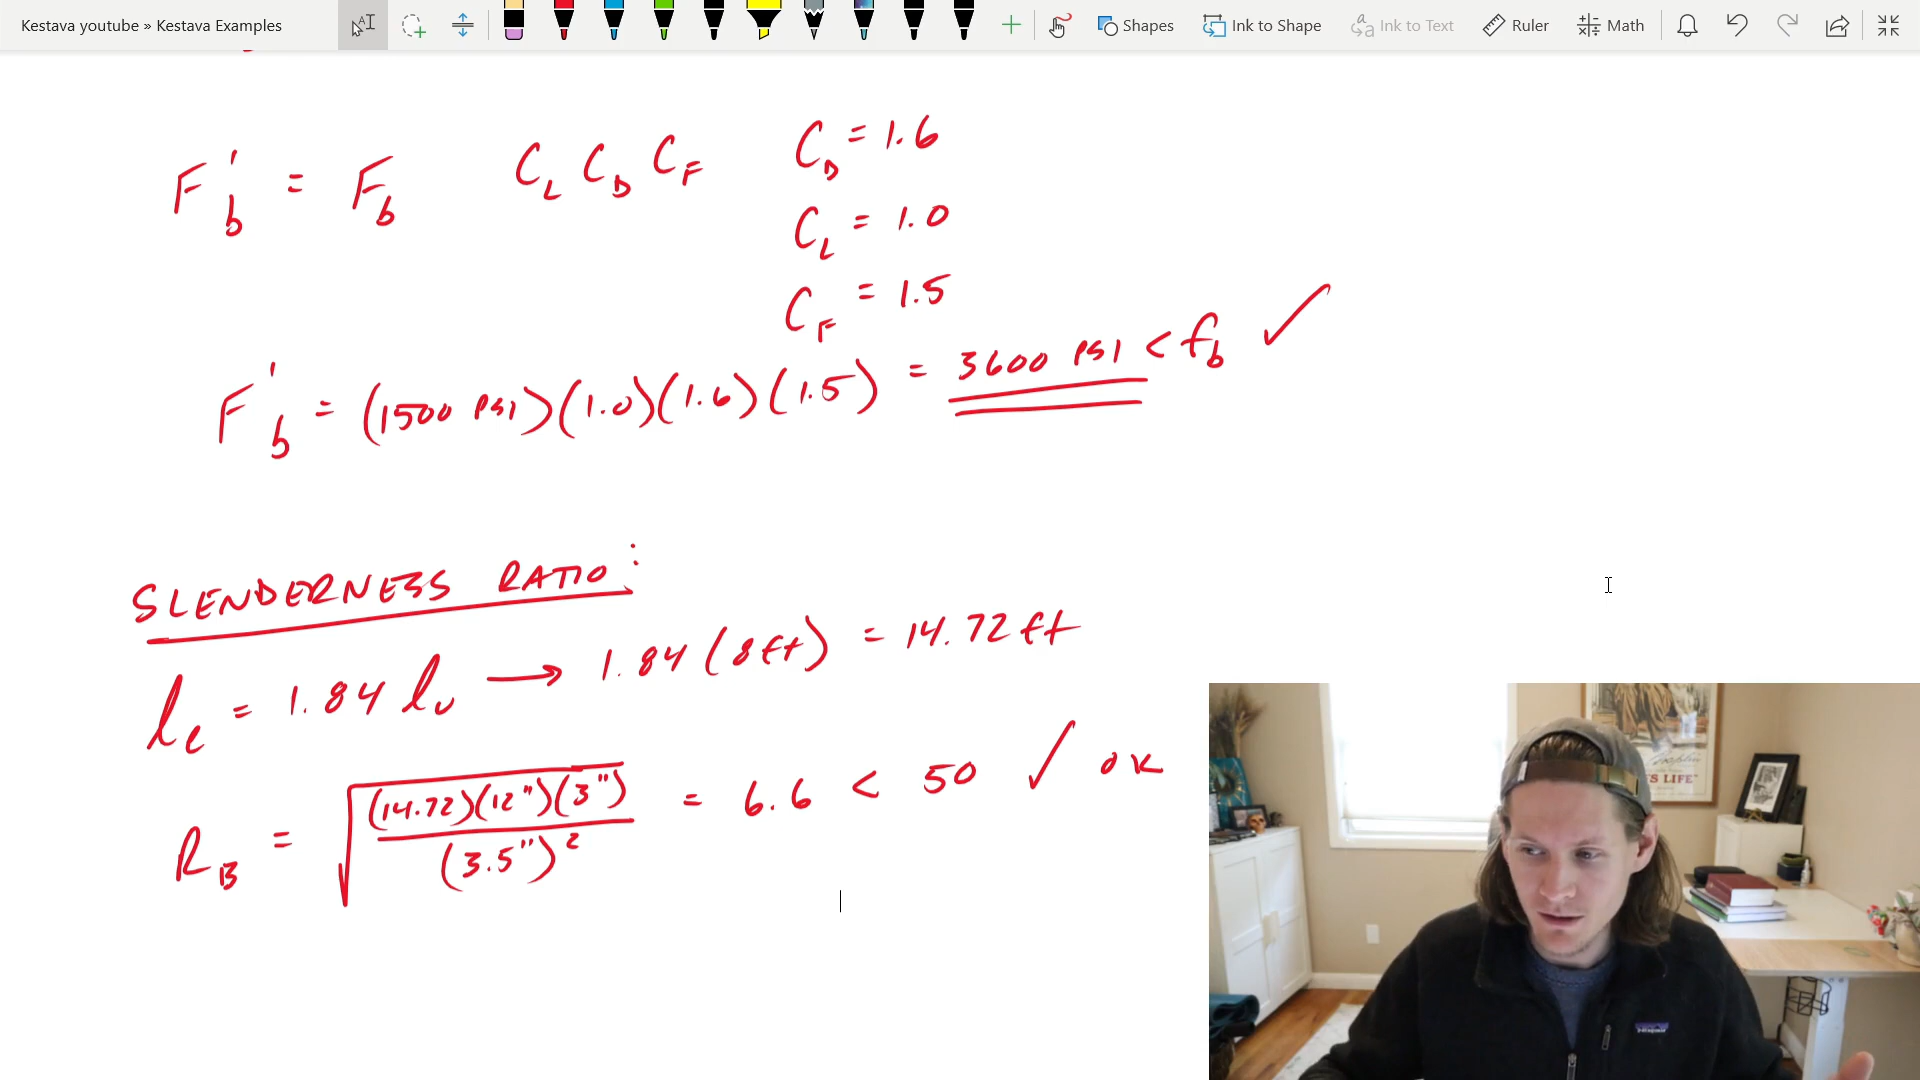 Kestava youtube » Kestava Examples
Shapes
Ink to Shape
Ink to Text
Ruler
Math
F'b = Fb CL CD CF
CD = 1.6
CL = 1.0
CF = 1.5
F'b = (1500 PSI)(1.0)(1.6)(1.5) = 3600 PSI < fb ✓
SLENDERNESS RATIO:
le = 1.84 lu → 1.84 (8ft) = 14.72 ft
RB = √((14.72)(12")(3") / (3.5")²) = 6.6 < 50 ✓ OK
'S LIFE"
Patagonia